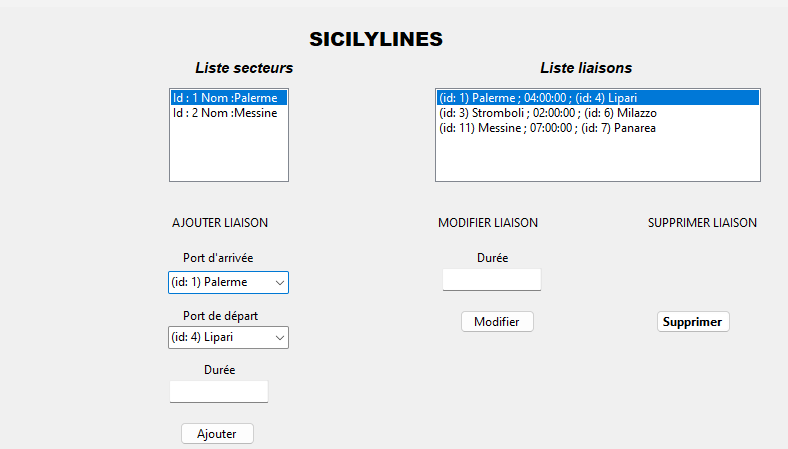 SICILYLINES
Liste secteurs
Liste liaisons
Id : 1 Nom :Palerme
Id : 2 Nom :Messine
(id: 1) Palerme ; 04:00:00 ; (id: 4) Lipari
(id: 3) Stromboli ; 02:00:00 ; (id: 6) Milazzo
(id: 11) Messine ; 07:00:00 ; (id: 7) Panarea
AJOUTER LIAISON
MODIFIER LIAISON
SUPPRIMER LIAISON
Port d'arrivée
(id: 1) Palerme
Port de départ
(id: 4) Lipari
Durée
Ajouter
Durée
Modifier
Supprimer